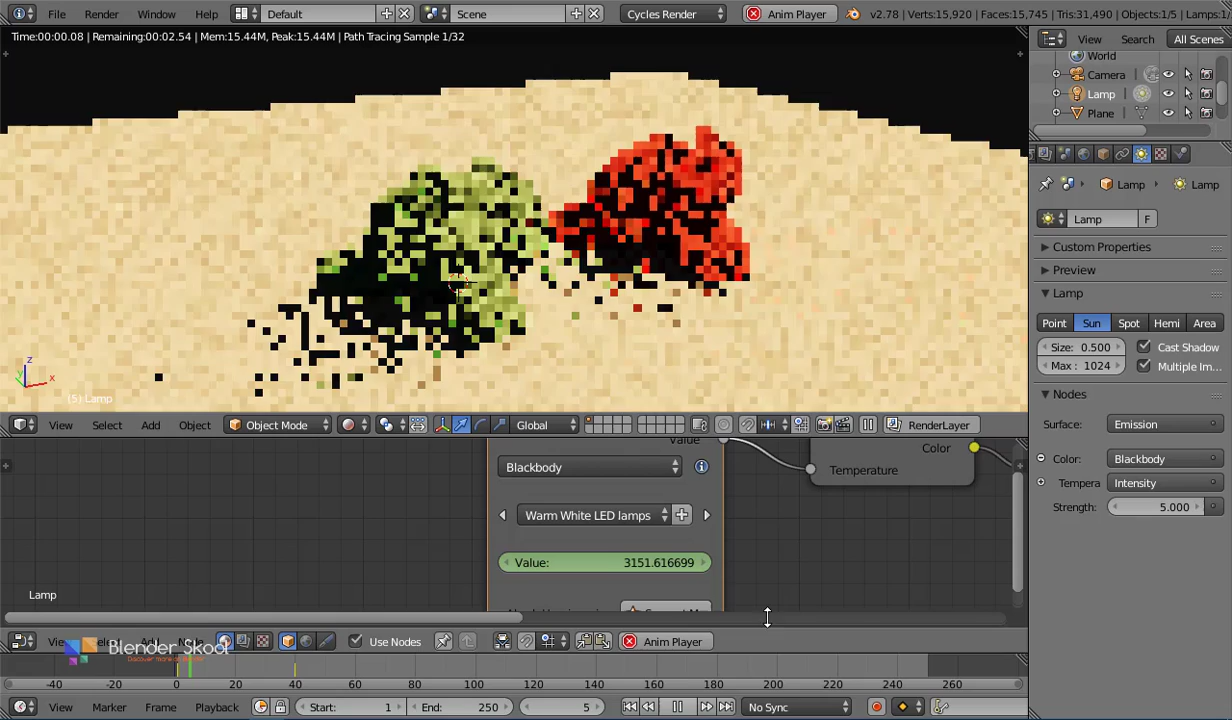 File
Render
Window
Help
Default
Scene
Cycles Render
Anim Player
v2.78 | Verts:15,920 | Faces:15,745 | Tris:31,490 | Objects:1/5 | Lamps:1
Time:00:00.08 | Remaining:00:02.54 | Mem:15.44M, Peak:15.44M | Path Tracing Sample 1/32
View
Search
All Scenes
World
Camera
Lamp
Plane
Lamp
Lamp
Lamp
F
Custom Properties
Preview
Lamp
Point
Sun
Spot
Hemi
Area
Size: 0.500
Cast Shadow
Max : 1024
Multiple Im...
Nodes
Surface:
Emission
Color:
Blackbody
Tempera
Intensity
Strength:
5.000
z
y
x
(5) Lamp
View
Select
Add
Object
Object Mode
Global
RenderLayer
Value
Blackbody
Warm White LED lamps
Value: 3151.616699
Color
Temperature
Lamp
View
Select
Add
Node
Use Nodes
Anim Player
Blender Skool
-40
-20
0
20
40
60
80
100
120
140
160
180
200
220
240
260
View
Marker
Frame
Playback
Start: 1
End: 250
5
No Sync